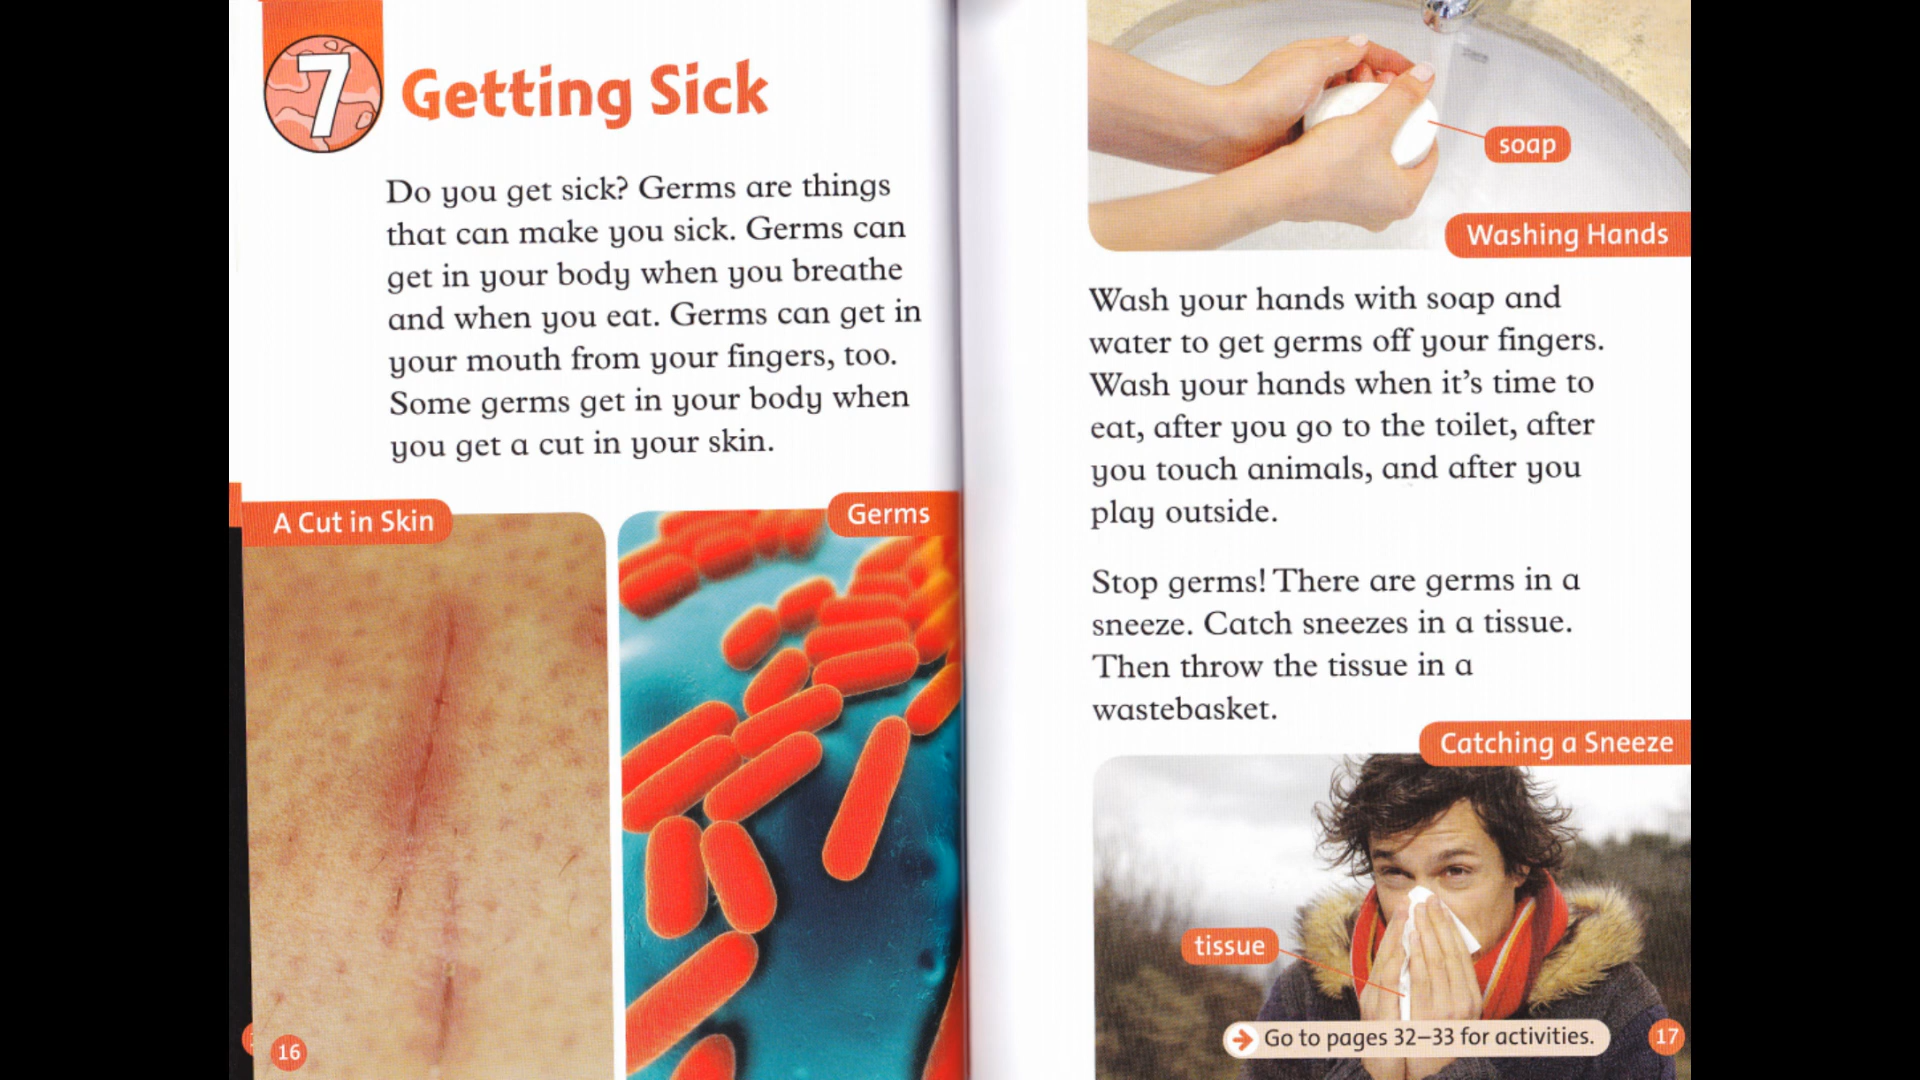 7 Getting Sick
Do you get sick? Germs are things
that can make you sick. Germs can
get in your body when you breathe
and when you eat. Germs can get in
your mouth from your fingers, too.
Some germs get in your body when
you get a cut in your skin.
A Cut in Skin
Germs
16
soap
Washing Hands
Wash your hands with soap and
water to get germs off your fingers.
Wash your hands when it's time to
eat, after you go to the toilet, after
you touch animals, and after you
play outside.
Stop germs! There are germs in a
sneeze. Catch sneezes in a tissue.
Then throw the tissue in a
wastebasket.
Catching a Sneeze
tissue
Go to pages 32–33 for activities.
17